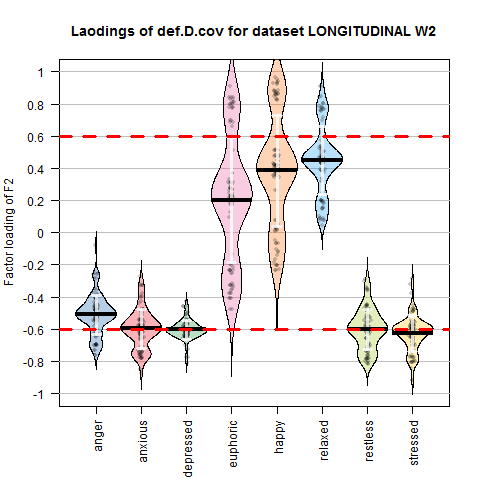 Laodings of def.D.cov for dataset LONGITUDINAL W2
Factor loading of F2
1
0.8
0.6
0.4
0.2
0
-0.2
-0.4
-0.6
-0.8
-1
anger
anxious
depressed
euphoric
happy
relaxed
restless
stressed